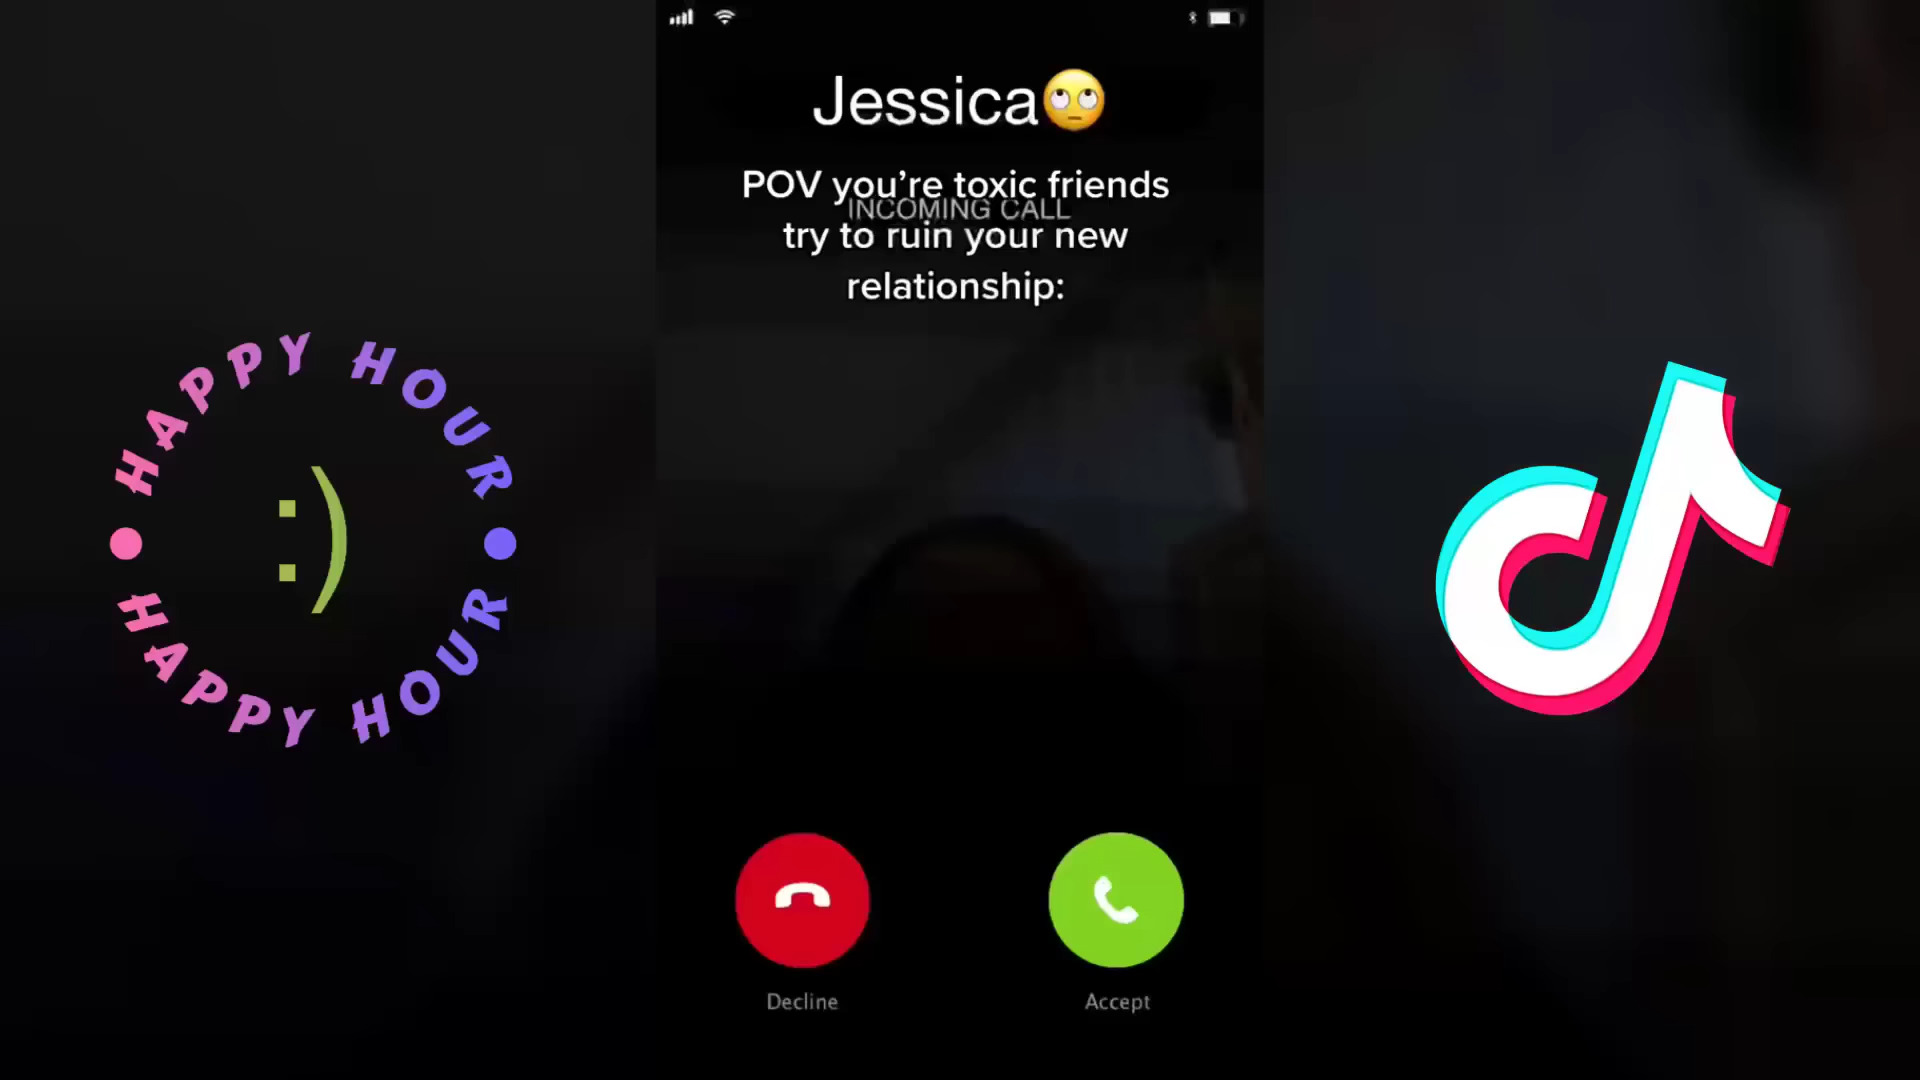 Jessica🙄
POV you’re toxic friends
INCOMING CALL
try to ruin your new
relationship:
HAPPY HOUR
:)
HAPPY HOUR
Decline
Accept